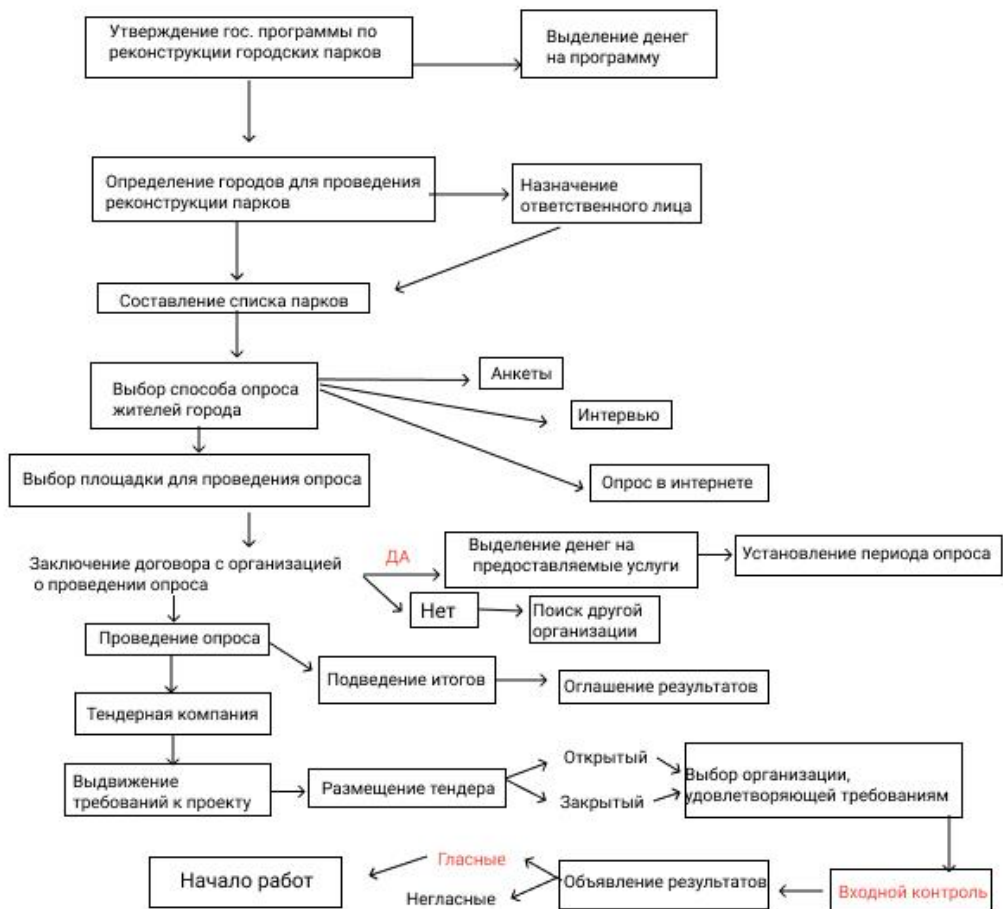 Утверждение гос. программы по
реконструкции городских парков
Выделение денег
на программу
Определение городов для проведения
реконструкции парков
Назначение
ответственного лица
Составление списка парков
Выбор способа опроса
жителей города
Анкеты
Интервью
Опрос в интернете
Выбор площадки для проведения опроса
Заключение договора с организацией
о проведении опроса
ДА
Выделение денег на
предоставляемые услуги
Установление периода опроса
Нет
Поиск другой
организации
Проведение опроса
Подведение итогов
Оглашение результатов
Тендерная компания
Выдвижение
требований к проекту
Размещение тендера
Открытый
Закрытый
Выбор организации,
удовлетворяющей требованиям
Входной контроль
Объявление результатов
Гласные
Негласные
Начало работ